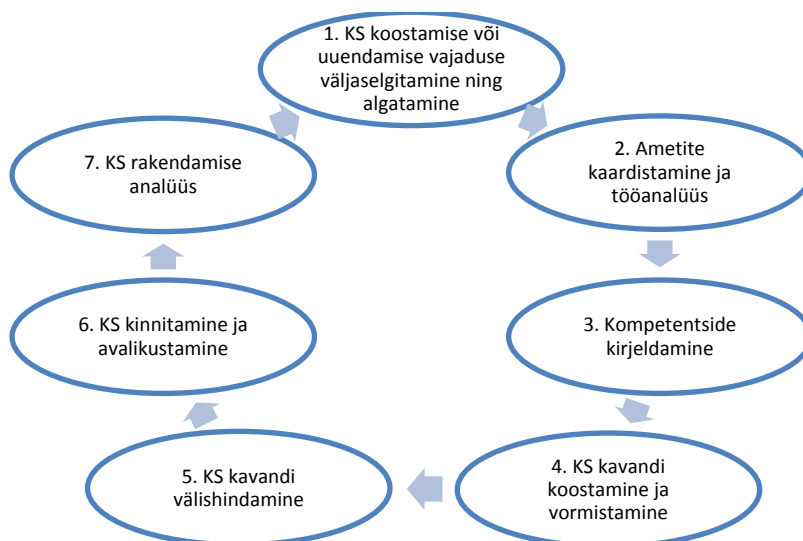 1. KS koostamise või
uuendamise vajaduse
väljaselgitamine ning
algatamine
2. Ametite
kaardistamine ja
tööanalüüs
3. Kompetentside
kirjeldamine
4. KS kavandi
koostamine ja
vormistamine
5. KS kavandi
välishindamine
6. KS kinnitamine ja
avalikustamine
7. KS rakendamise
analüüs